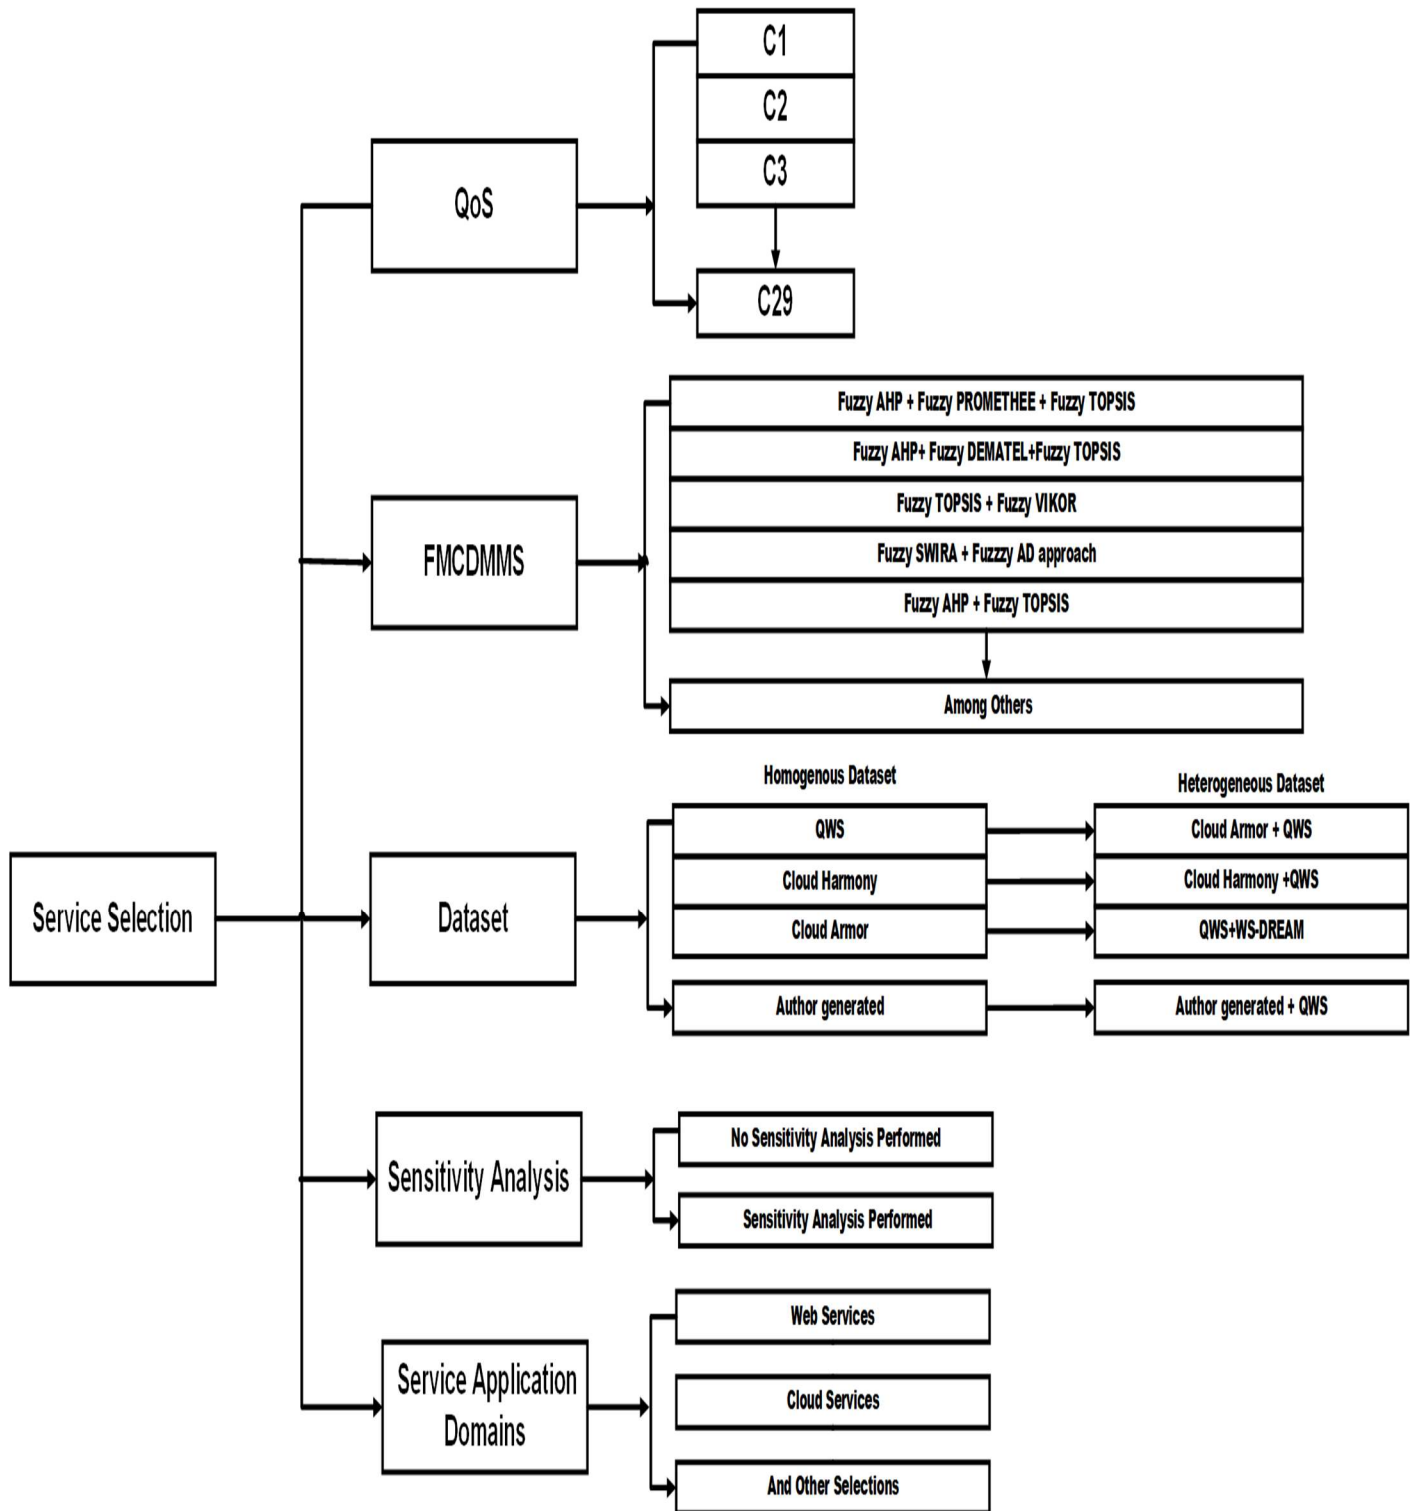 C1
C2
C3
QoS
C29
Fuzzy AHP + Fuzzy PROMETHEE + Fuzzy TOPSIS
Fuzzy AHP+ Fuzzy DEMATEL+Fuzzy TOPSIS
Fuzzy TOPSIS + Fuzzy VIKOR
FMCDMMS
Fuzzy SWIRA + Fuzzzy AD approach
Fuzzy AHP + Fuzzy TOPSIS
Among Others
Homogenous Dataset
Heterogeneous Dataset
QWS
Cloud Armor + QWS
Cloud Harmony
Cloud Harmony +QWS
Service Selection
Dataset
Cloud Armor
QWS+WS-DREAM
Author generated
Author generated + QWS
No Sensitivity Analysis Performed
Sensitivity Analysis
Sensitivity Analysis Performed
Web Services
Service Application
Domains
Cloud Services
And Other Selections